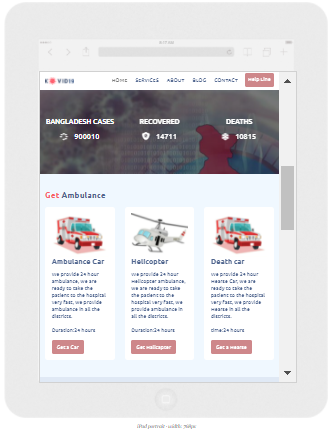 KOVID19
HOME SERVICES ABOUT BLOG CONTACT Help Line
BANGLADESH CASES RECOVERED DEATHS
900010 14711 10815
Get Ambulance
Ambulance Car
we provide 24 hour
ambulance, we are
ready to take the
patient to the hospital
very fast, we provide
ambulance in all the
districts.
Duration:24 hours
Get a Car
Helicopter
we provide 24 hour
Helicopter ambulance,
we are ready to take
the patient to the
hospital very fast, we
provide ambulance in
all the districts.
Duration:24 hours
Get Helicopter
Death car
we provide 24 hour
Hearse Car, we are
ready to take the
patient to the hospital
very fast, we provide
Hearse in all the
districts.
time:24 hours
Get a Hearse
iPad portrait · width: 768px